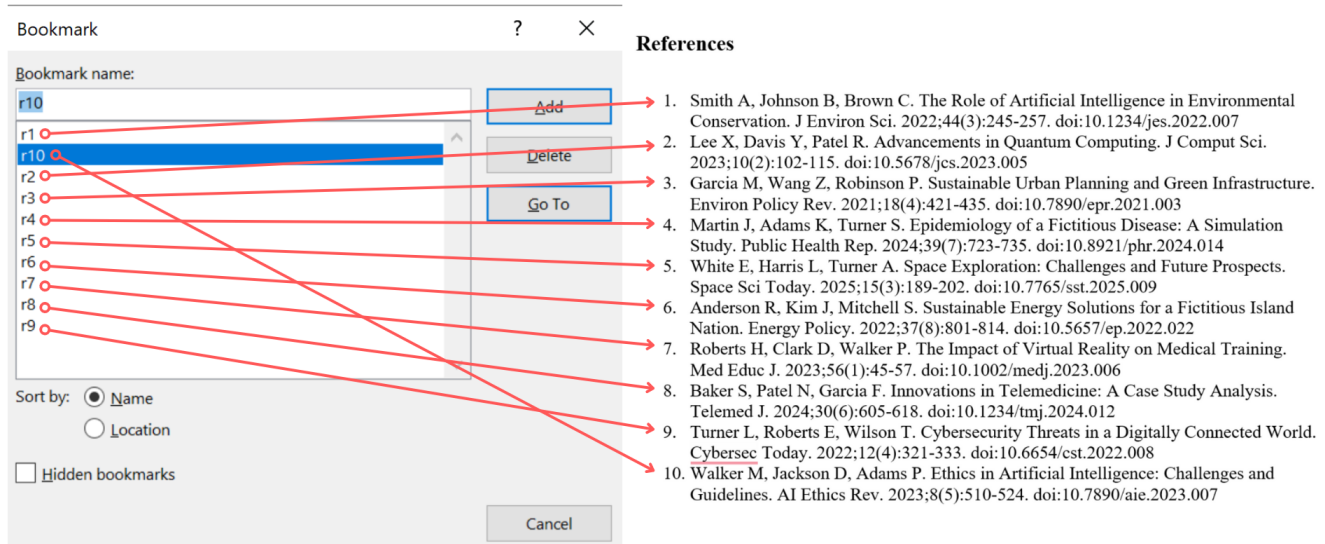 Bookmark
?
Bookmark name:
r10
Add
r1
r10
Delete
r2
r3
Go To
r4
r5
r6
r7
r8
r9
Sort by:
Name
Location
Hidden bookmarks
Cancel
References
1. Smith A, Johnson B, Brown C. The Role of Artificial Intelligence in Environmental
Conservation. J Environ Sci. 2022;44(3):245-257. doi:10.1234/jes.2022.007
2. Lee X, Davis Y, Patel R. Advancements in Quantum Computing. J Comput Sci.
2023;10(2):102-115. doi:10.5678/jcs.2023.005
3. Garcia M, Wang Z, Robinson P. Sustainable Urban Planning and Green Infrastructure.
Environ Policy Rev. 2021;18(4):421-435. doi:10.7890/epr.2021.003
4. Martin J, Adams K, Turner S. Epidemiology of a Fictitious Disease: A Simulation
Study. Public Health Rep. 2024;39(7):723-735. doi:10.8921/phr.2024.014
5. White E, Harris L, Turner A. Space Exploration: Challenges and Future Prospects.
Space Sci Today. 2025;15(3):189-202. doi:10.7765/sst.2025.009
6. Anderson R, Kim J, Mitchell S. Sustainable Energy Solutions for a Fictitious Island
Nation. Energy Policy. 2022;37(8):801-814. doi:10.5657/ep.2022.022
7. Roberts H, Clark D, Walker P. The Impact of Virtual Reality on Medical Training.
Med Educ J. 2023;56(1):45-57. doi:10.1002/medj.2023.006
8. Baker S, Patel N, Garcia F. Innovations in Telemedicine: A Case Study Analysis.
Telemed J. 2024;30(6):605-618. doi:10.1234/tmj.2024.012
9. Turner L, Roberts E, Wilson T. Cybersecurity Threats in a Digitally Connected World.
Cybersec Today. 2022;12(4):321-333. doi:10.6654/cst.2022.008
10. Walker M, Jackson D, Adams P. Ethics in Artificial Intelligence: Challenges and
Guidelines. AI Ethics Rev. 2023;8(5):510-524. doi:10.7890/aie.2023.007